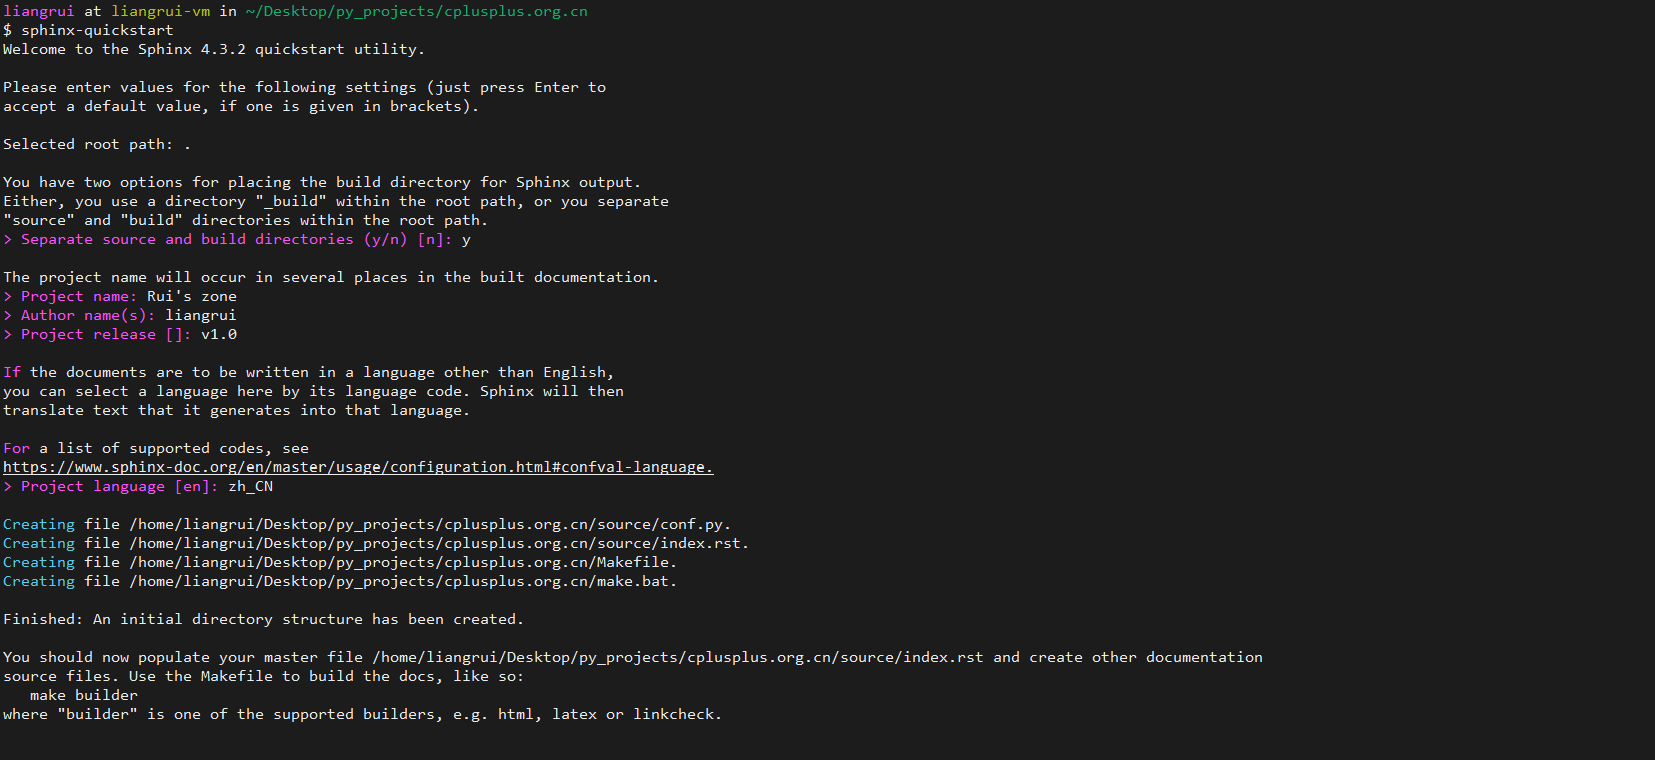 liangrui at liangrui-vm in ~/Desktop/py_projects/cplusplus.org.cn
$ sphinx-quickstart
Welcome to the Sphinx 4.3.2 quickstart utility.
Please enter values for the following settings (just press Enter to
accept a default value, if one is given in brackets).
Selected root path: .
You have two options for placing the build directory for Sphinx output.
Either, you use a directory "_build" within the root path, or you separate
"source" and "build" directories within the root path.
> Separate source and build directories (y/n) [n]: y
The project name will occur in several places in the built documentation.
> Project name: Rui's zone
> Author name(s): liangrui
> Project release []: v1.0
If the documents are to be written in a language other than English,
you can select a language here by its language code. Sphinx will then
translate text that it generates into that language.
For a list of supported codes, see
https://www.sphinx-doc.org/en/master/usage/configuration.html#confval-language.
> Project language [en]: zh_CN
Creating file /home/liangrui/Desktop/py_projects/cplusplus.org.cn/source/conf.py.
Creating file /home/liangrui/Desktop/py_projects/cplusplus.org.cn/source/index.rst.
Creating file /home/liangrui/Desktop/py_projects/cplusplus.org.cn/Makefile.
Creating file /home/liangrui/Desktop/py_projects/cplusplus.org.cn/make.bat.
Finished: An initial directory structure has been created.
You should now populate your master file /home/liangrui/Desktop/py_projects/cplusplus.org.cn/source/index.rst and create other documentation
source files. Use the Makefile to build the docs, like so:
make builder
where "builder" is one of the supported builders, e.g. html, latex or linkcheck.